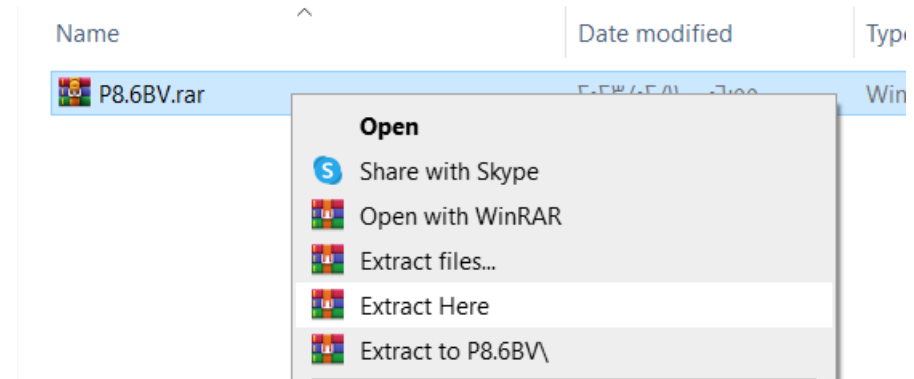 Name Date modified Typ
P8.6BV.rar Win
Open
Share with Skype
Open with WinRAR
Extract files...
Extract Here
Extract to P8.6BV\